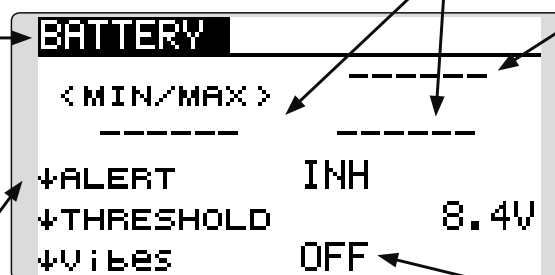 BATTERY
------
<MIN/MAX>
------ ------
↓ALERT INH
↓THRESHOLD 8.4V
↓Vibes OFF